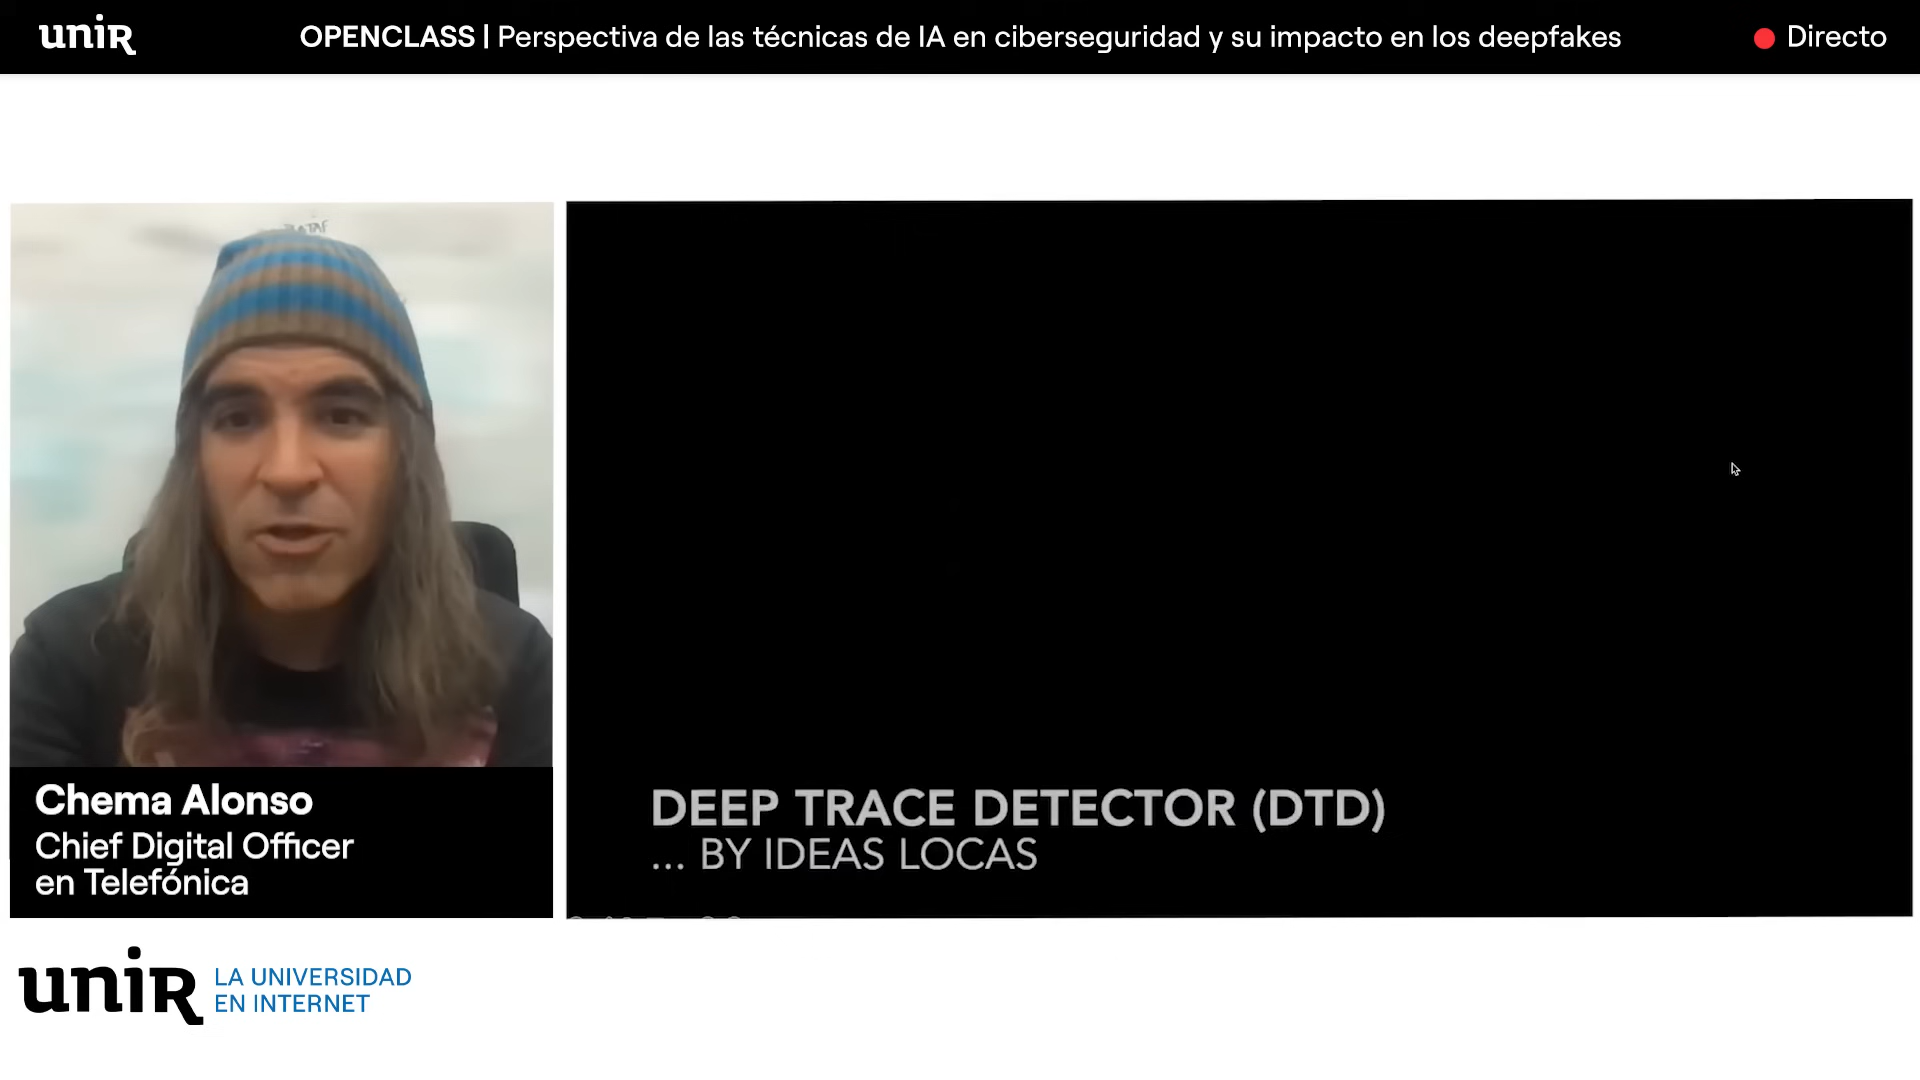 unir
OPENCLASS | Perspectiva de las técnicas de IA en ciberseguridad y su impacto en los deepfakes
Directo
Chema Alonso
Chief Digital Officer
en Telefónica
DEEP TRACE DETECTOR (DTD)
... BY IDEAS LOCAS
unir
LA UNIVERSIDAD
EN INTERNET